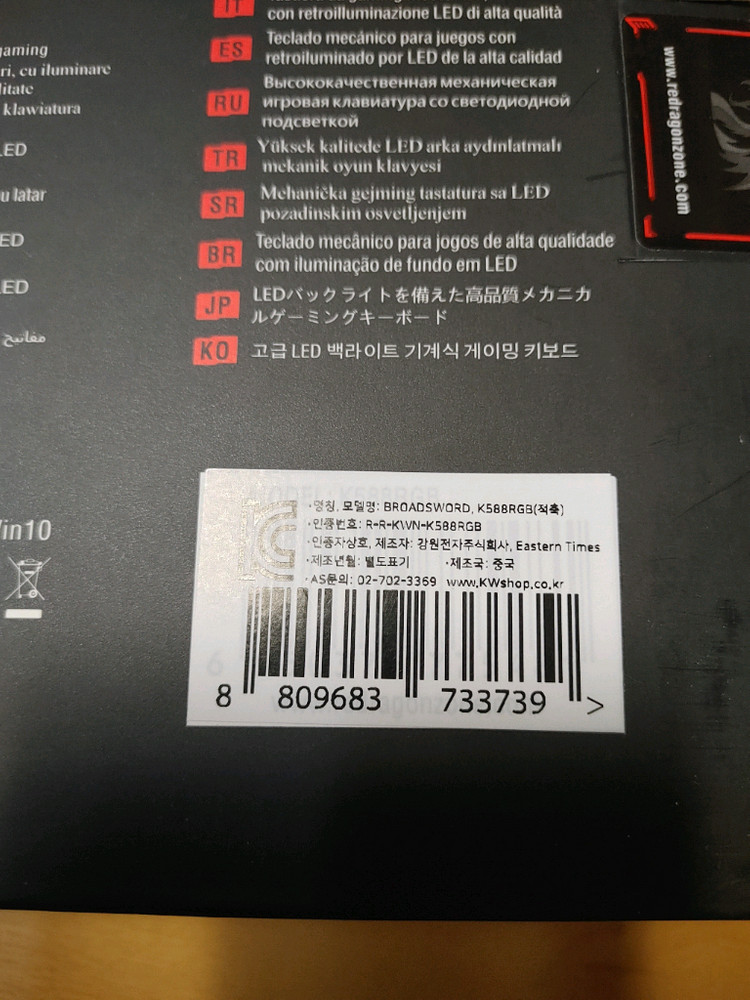 gaming
ri, cu iluminare
litate
klawiatura
LED
u latar
ED
LED
مفاتيح
IT
con retroilluminazione LED di alta qualità
ES Teclado mecánico para juegos con
retroiluminado por LED de la alta calidad
RU Высококачественная механическая
игровая клавиатура со светодиодной
подсветкой
TR Yüksek kalitede LED arka aydınlatmalı
mekanik oyun klavyesi
SR Mehanička gejming tastatura sa LED
pozadinskim osvetljenjem
BR Teclado mecânico para jogos de alta qualidade
com iluminação de fundo em LED
JP LEDバックライトを備えた高品質メカニカ
ルゲーミングキーボード
KO 고급 LED 백라이트 기계식 게이밍 키보드
www.redragonzone.com
Win10
·명칭, 모델명: BROADSWORD, K588RGB(적축)
·인증번호: R-R-KWN-K588RGB
·인증자상호, 제조자: 강원전자주식회사, Eastern Times
·제조년월: 별도표기 ·제조국: 중국
·AS문의: 02-702-3369 www.KWshop.co.kr
8 809683 733739 >